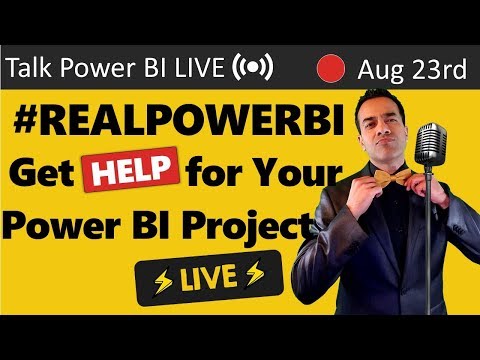 Talk Power BI LIVE
Aug 23rd
#REALPOWERBI
Get HELP for Your
Power BI Project
LIVE